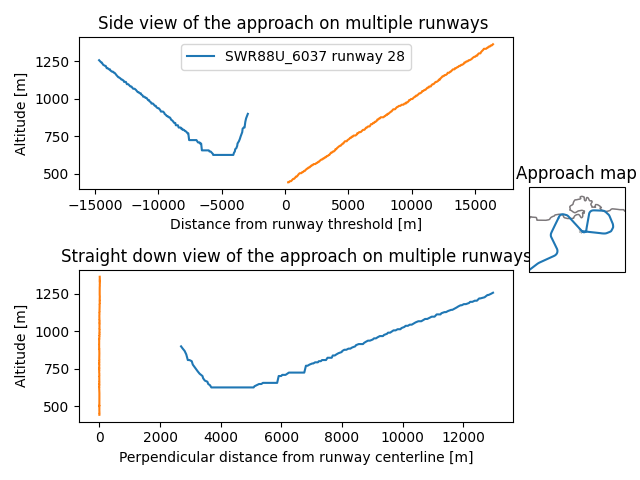 Side view of the approach on multiple runways
SWR88U_6037 runway 28
Altitude [m]
1250
1000
750
500
−15000 −10000 −5000 0 5000 10000 15000
Distance from runway threshold [m]
Approach map
Straight down view of the approach on multiple runways
Altitude [m]
1250
1000
750
500
0 2000 4000 6000 8000 10000 12000
Perpendicular distance from runway centerline [m]